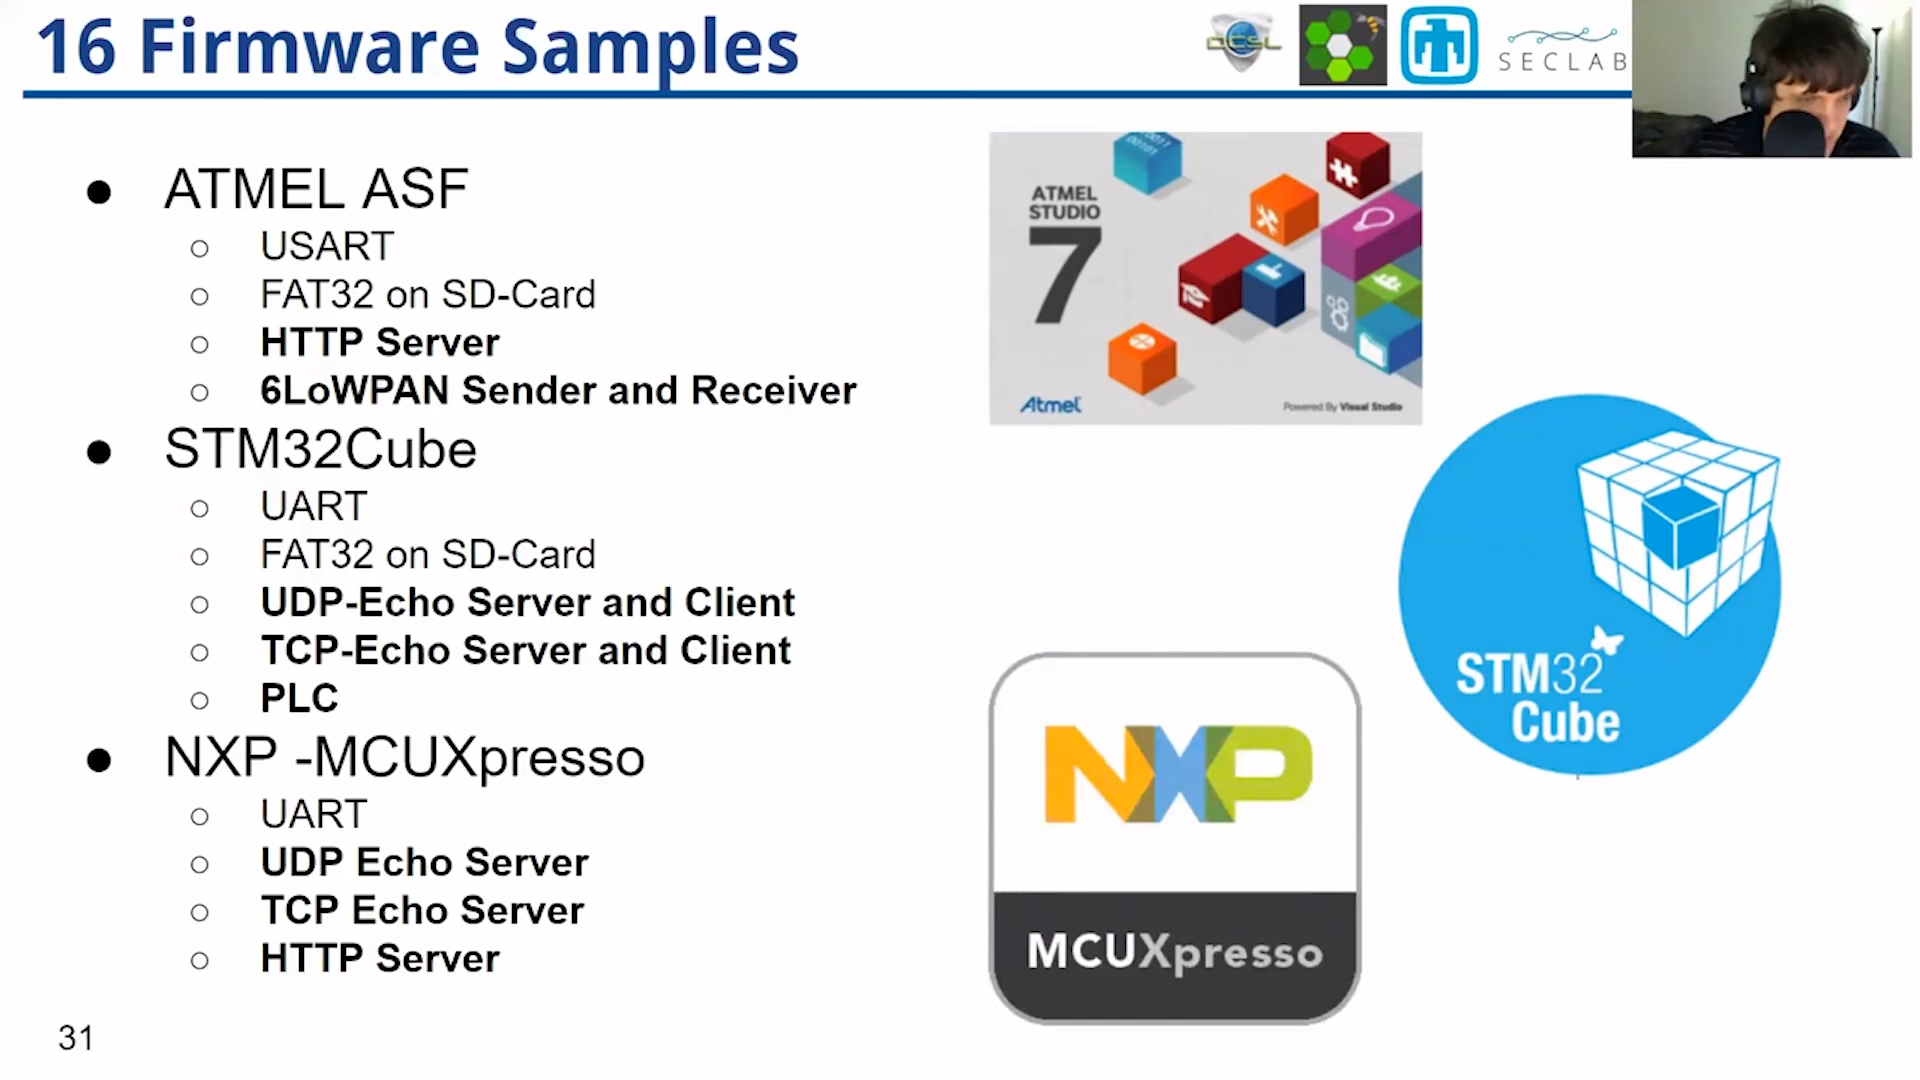 16 Firmware Samples
DCSL
SECLAB
● ATMEL ASF
○ USART
○ FAT32 on SD-Card
○ HTTP Server
○ 6LoWPAN Sender and Receiver
● STM32Cube
○ UART
○ FAT32 on SD-Card
○ UDP-Echo Server and Client
○ TCP-Echo Server and Client
○ PLC
● NXP -MCUXpresso
○ UART
○ UDP Echo Server
○ TCP Echo Server
○ HTTP Server
31
ATMEL
STUDIO
7
Atmel
Powered By Visual Studio
STM32
Cube
NXP
MCUXpresso